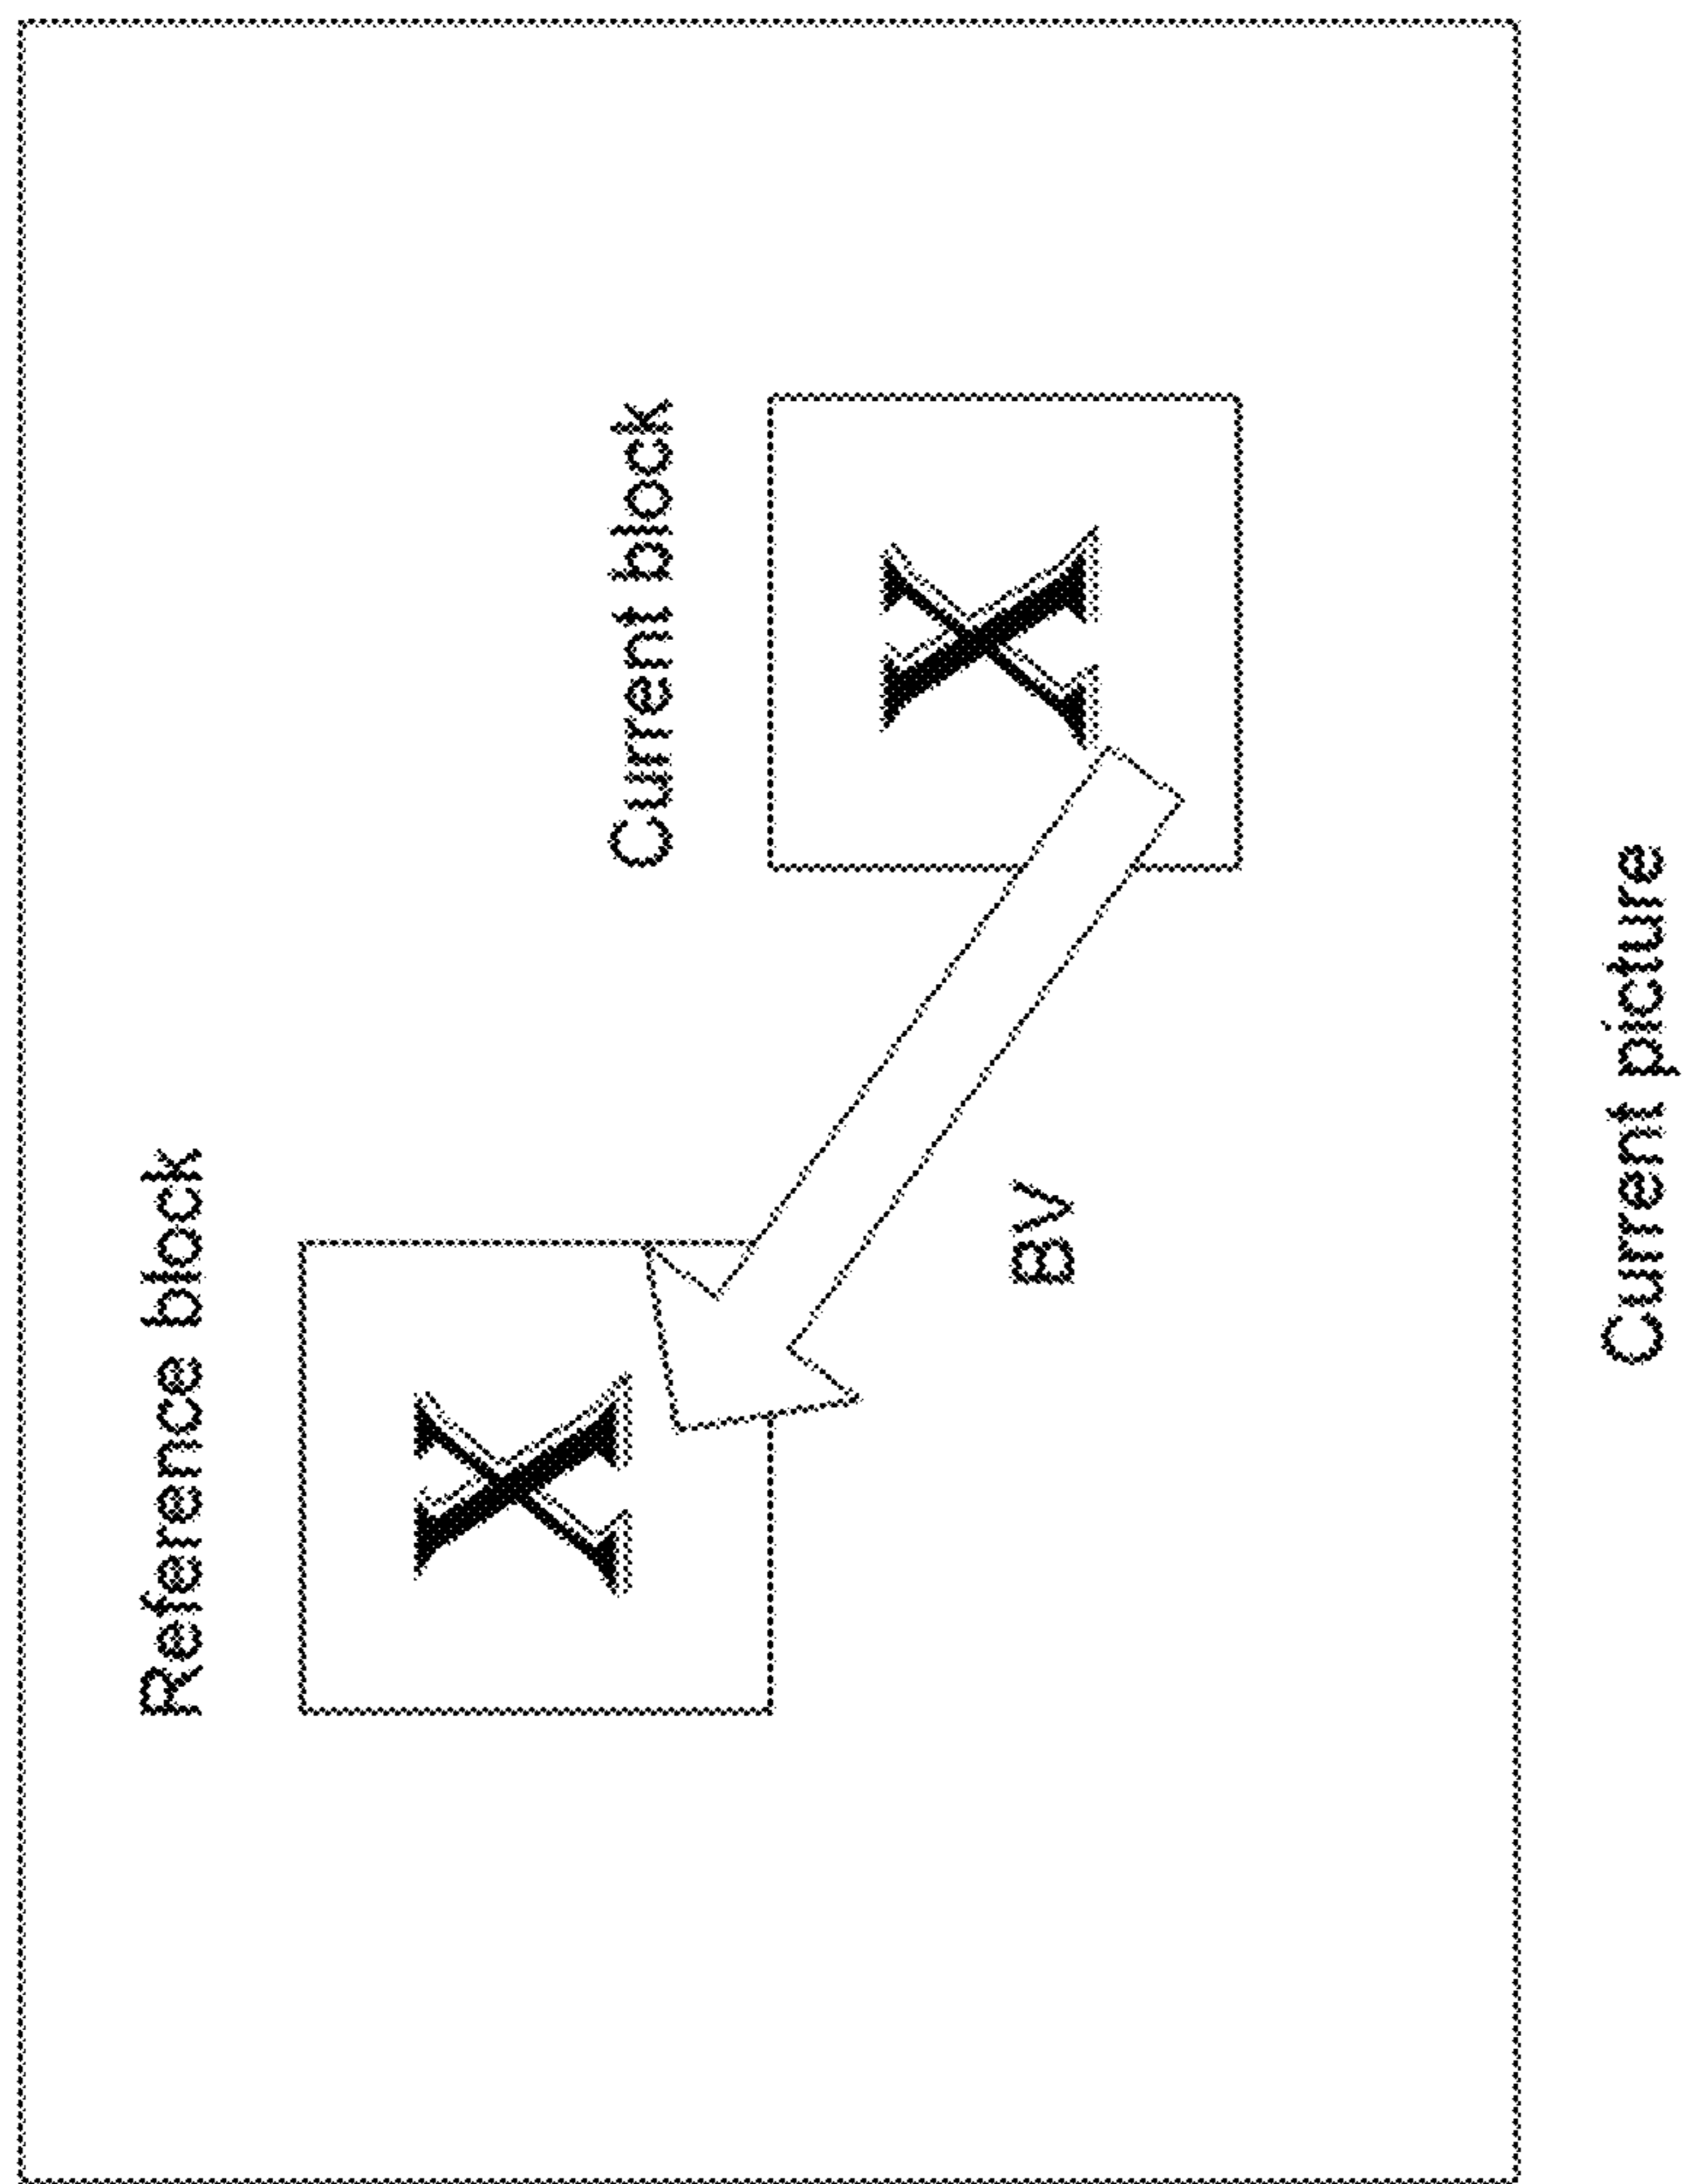 Reference block
X
Current block
X
BV
Current picture